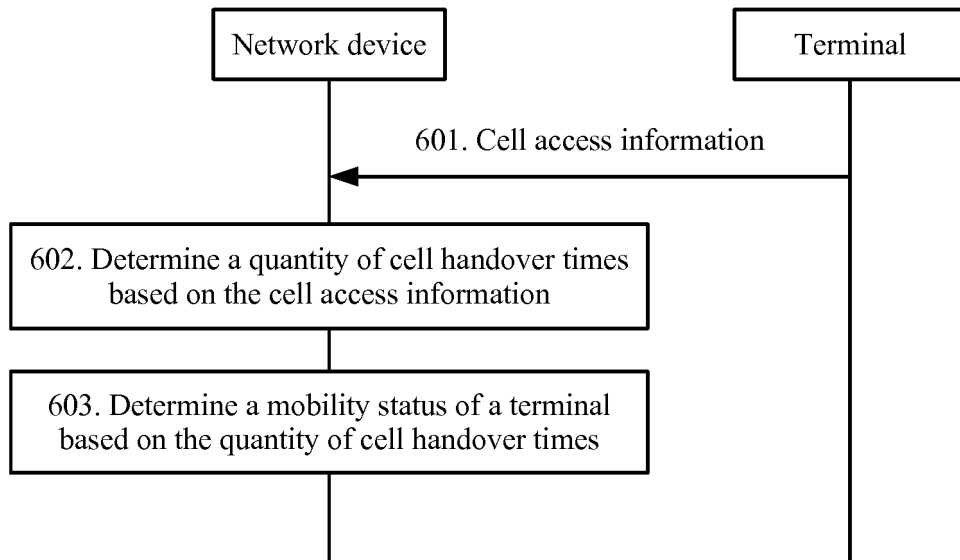 Network device
Terminal
601. Cell access information
602. Determine a quantity of cell handover times
based on the cell access information
603. Determine a mobility status of a terminal
based on the quantity of cell handover times